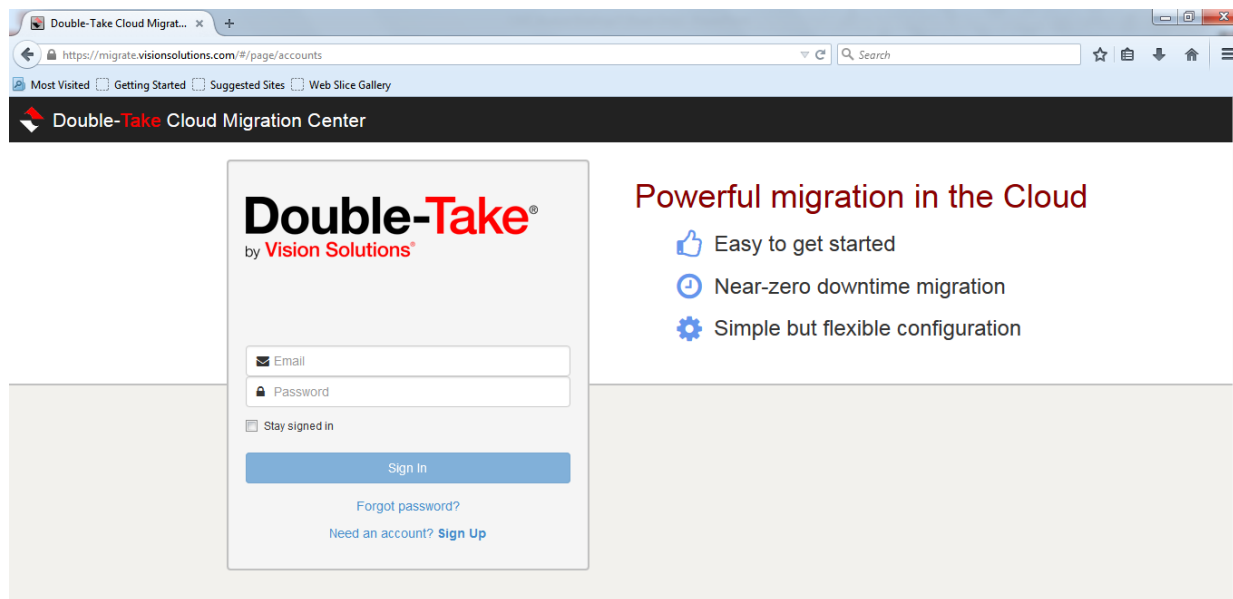 Double-Take Cloud Migrat... × +
https://migrate.visionsolutions.com/#/page/accounts
Search
Most Visited Getting Started Suggested Sites Web Slice Gallery
Double-Take Cloud Migration Center
Double-Take®
by Vision Solutions®
Powerful migration in the Cloud
Easy to get started
Near-zero downtime migration
Simple but flexible configuration
Email
Password
Stay signed in
Sign In
Forgot password?
Need an account? Sign Up